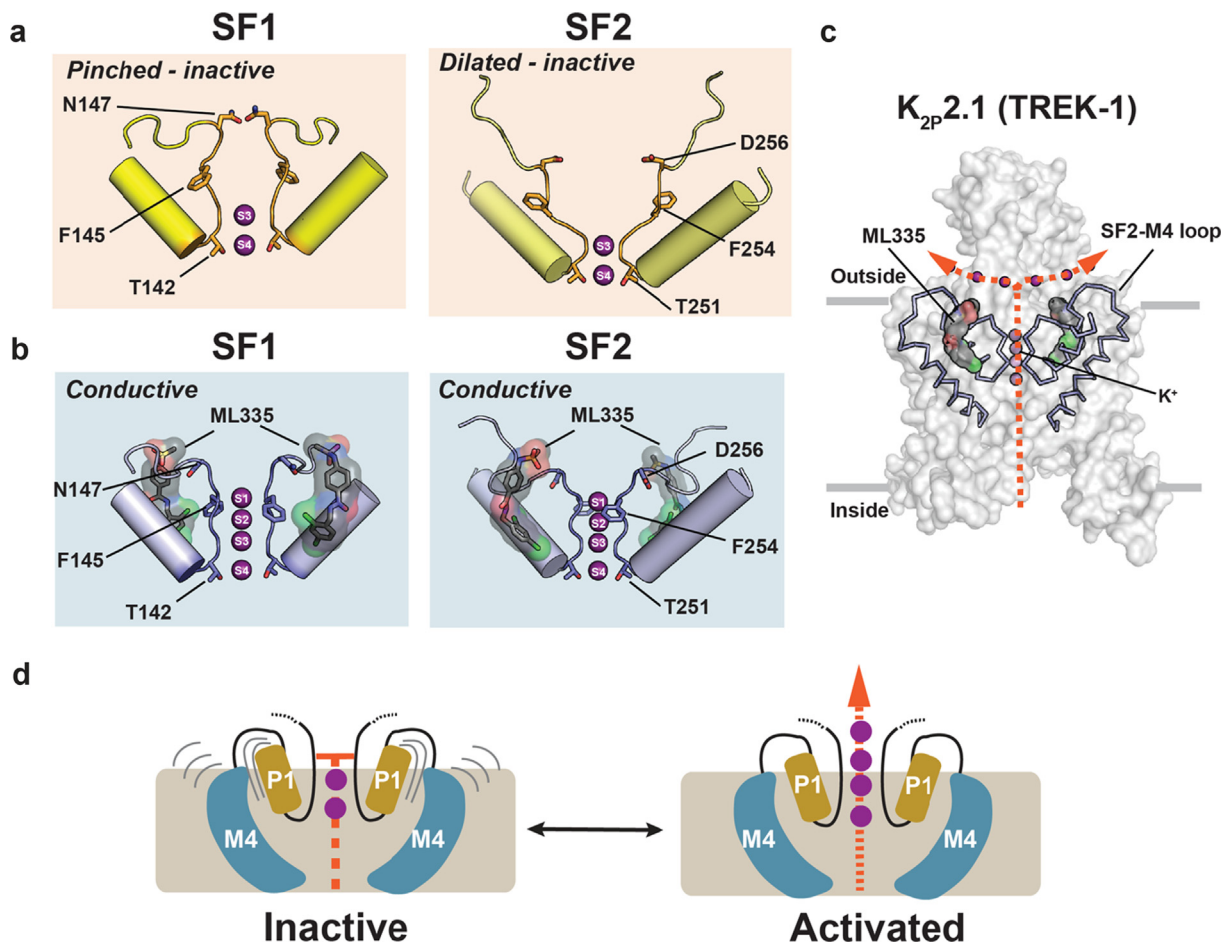 a
SF1
SF2
Pinched - inactive
Dilated - inactive
N147
D256
F145
S3
S3
F254
S4
S4
T142
T251
b
SF1
SF2
Conductive
Conductive
ML335
ML335
D256
N147
S1
S1
S2
S2
F145
S3
S3
F254
S4
S4
T142
T251
c
K2P2.1 (TREK-1)
ML335
SF2-M4 loop
Outside
K+
Inside
d
P1
P1
P1
P1
M4
M4
M4
M4
Inactive
Activated